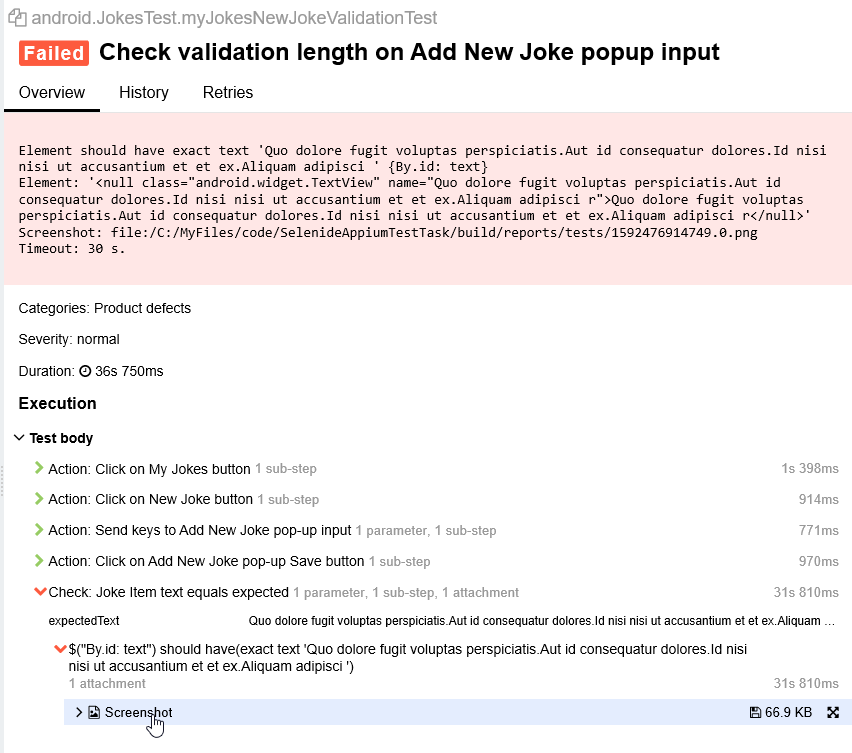 android.JokesTest.myJokesNewJokeValidationTest
Failed Check validation length on Add New Joke popup input
Overview History Retries
Element should have exact text 'Quo dolore fugit voluptas perspiciatis.Aut id consequatur dolores.Id nisi
nisi ut accusantium et et ex.Aliquam adipisci ' {By.id: text}
Element: '<null class="android.widget.TextView" name="Quo dolore fugit voluptas perspiciatis.Aut id
consequatur dolores.Id nisi nisi ut accusantium et et ex.Aliquam adipisci r">Quo dolore fugit voluptas
perspiciatis.Aut id consequatur dolores.Id nisi nisi ut accusantium et et ex.Aliquam adipisci r</null>'
Screenshot: file:/C:/MyFiles/code/SelenideAppiumTestTask/build/reports/tests/1592476914749.0.png
Timeout: 30 s.
Categories: Product defects
Severity: normal
Duration: 36s 750ms
Execution
Test body
Action: Click on My Jokes button 1 sub-step 1s 398ms
Action: Click on New Joke button 1 sub-step 914ms
Action: Send keys to Add New Joke pop-up input 1 parameter, 1 sub-step 771ms
Action: Click on Add New Joke pop-up Save button 1 sub-step 970ms
Check: Joke Item text equals expected 1 parameter, 1 sub-step, 1 attachment 31s 810ms
expectedText Quo dolore fugit voluptas perspiciatis.Aut id consequatur dolores.Id nisi nisi ut accusantium et et ex.Aliquam ...
$("By.id: text") should have(exact text 'Quo dolore fugit voluptas perspiciatis.Aut id consequatur dolores.Id nisi
nisi ut accusantium et et ex.Aliquam adipisci ')
1 attachment 31s 810ms
Screenshot 66.9 KB